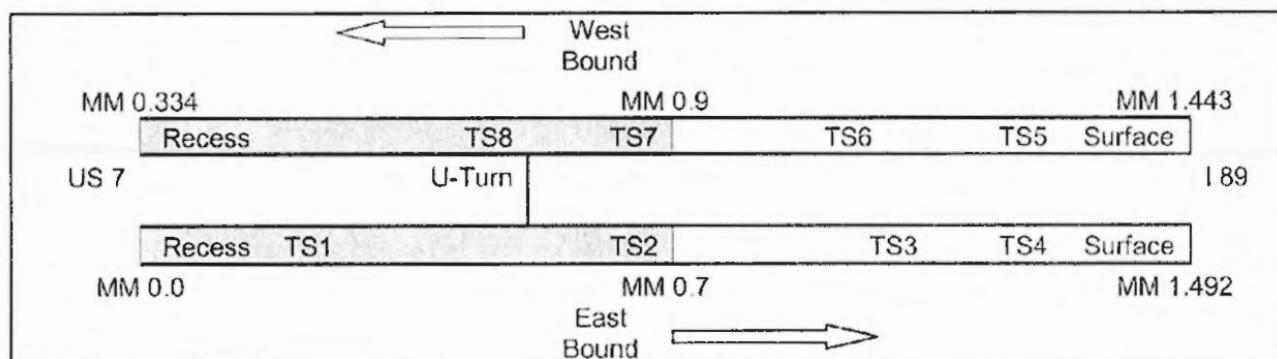 West
Bound
MM 0.334 MM 0.9 MM 1.443
Recess TS8 TS7 TS6 TS5 Surface
US 7 U-Turn I 89
Recess TS1 TS2 TS3 TS4 Surface
MM 0.0 MM 0.7 MM 1.492
East
Bound